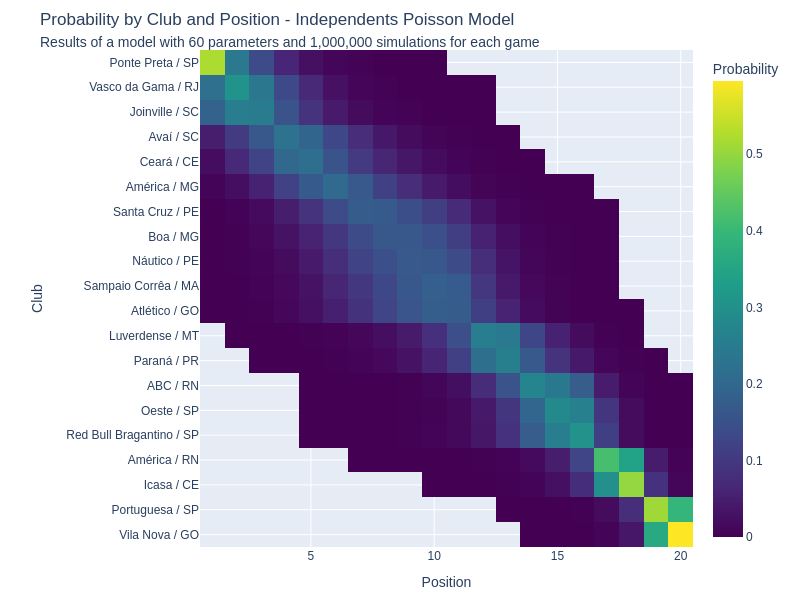 Probability by Club and Position - Independents Poisson Model
Results of a model with 60 parameters and 1,000,000 simulations for each game
Probability
Ponte Preta / SP
Vasco da Gama / RJ
Joinville / SC
Avaí / SC
Ceará / CE
América / MG
Santa Cruz / PE
Boa / MG
Náutico / PE
Sampaio Corrêa / MA
Atlético / GO
Luverdense / MT
Paraná / PR
ABC / RN
Oeste / SP
Red Bull Bragantino / SP
América / RN
Icasa / CE
Portuguesa / SP
Vila Nova / GO
Club
5
10
15
20
Position
0.5
0.4
0.3
0.2
0.1
0